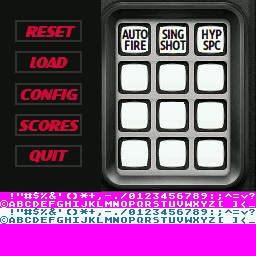 RESET
LOAD
CONFIG
SCORES
QUIT
AUTO
FIRE
SING
SHOT
HYP
SPC
!"#$%&'()*+,-./0123456789:;<=>?
©ABCDEFGHIJKLMNOPQRSTUVWXYZ[ ](_
!"#$%&'()*+,-./0123456789:;<=>?
©ABCDEFGHIJKLMNOPQRSTUVWXYZ[ ](_